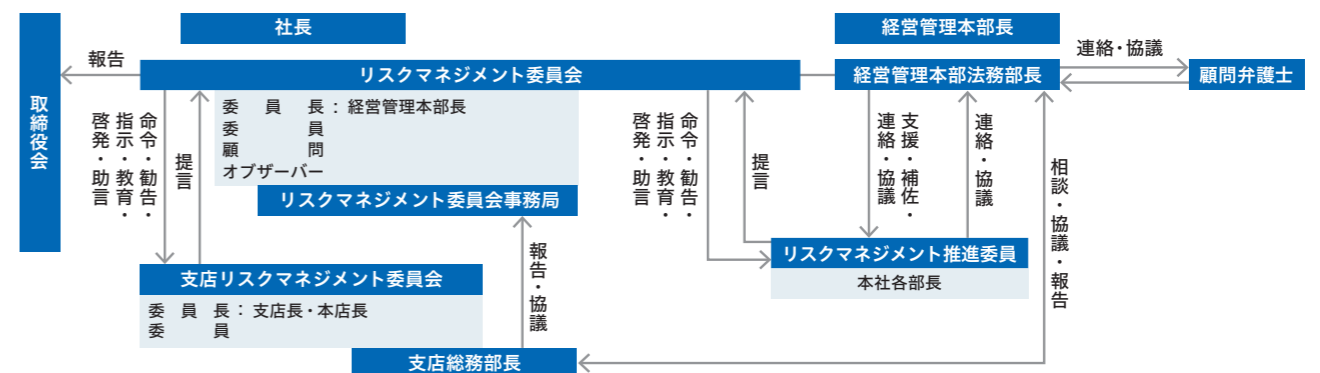 社長
経営管理本部長
報告
リスクマネジメント委員会
経営管理本部法務部長
連絡・協議
顧問弁護士
取締役会
委員長：経営管理本部長
委員
顧問
オブザーバー
リスクマネジメント委員会事務局
命令・勧告・
指示・教育・
啓発・助言
提言
命令・勧告・
指示・教育・
啓発・助言
提言
支援・補佐・
連絡・協議
連絡・協議
相談・協議・報告
リスクマネジメント推進委員
本社各部長
支店リスクマネジメント委員会
委員長：支店長・本店長
委員
報告・協議
支店総務部長